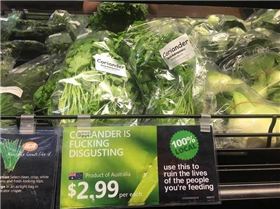 Coriander
Coriander
CORIANDER IS
FUCKING
DISGUSTING
Product of Australia
$2.99
per each
100%
use this to
ruin the lives
of the people
you're feeding